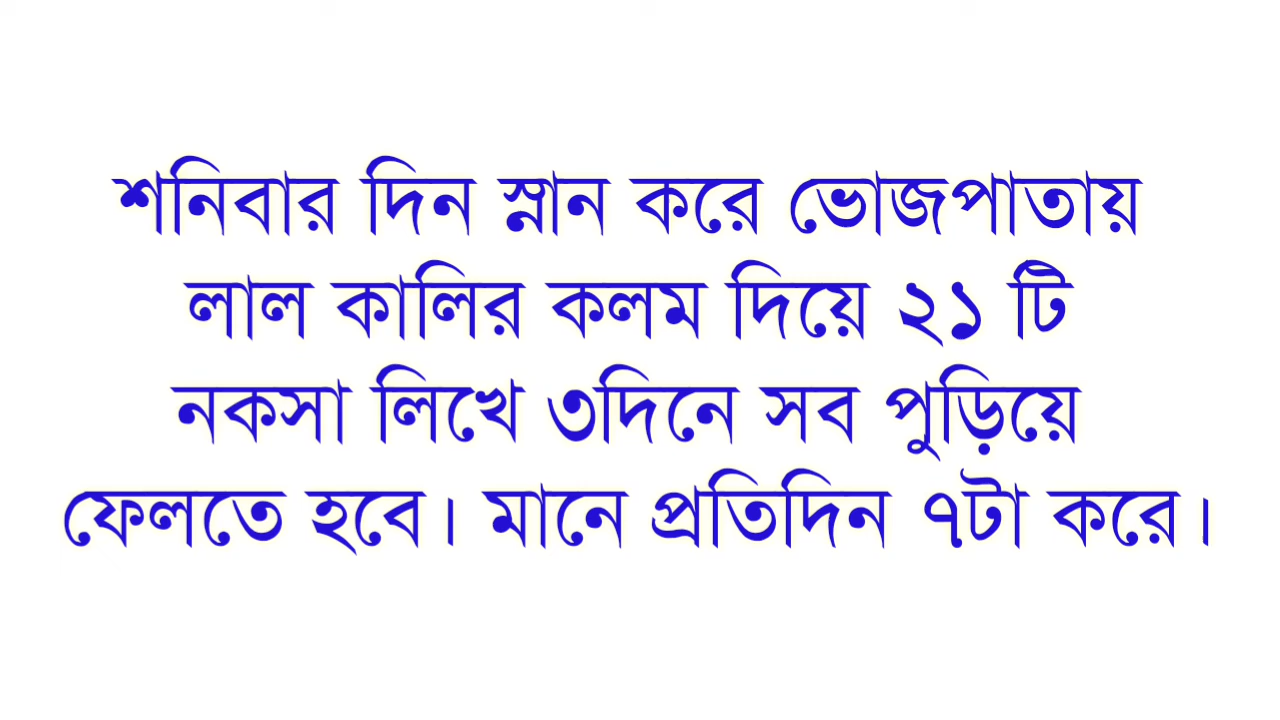 শনিবার দিন স্নান করে ভোজপাতায়
লাল কালির কলম দিয়ে ২১ টি
নকসা লিখে ৩দিনে সব পুড়িয়ে
ফেলতে হবে। মানে প্রতিদিন ৭টা করে।